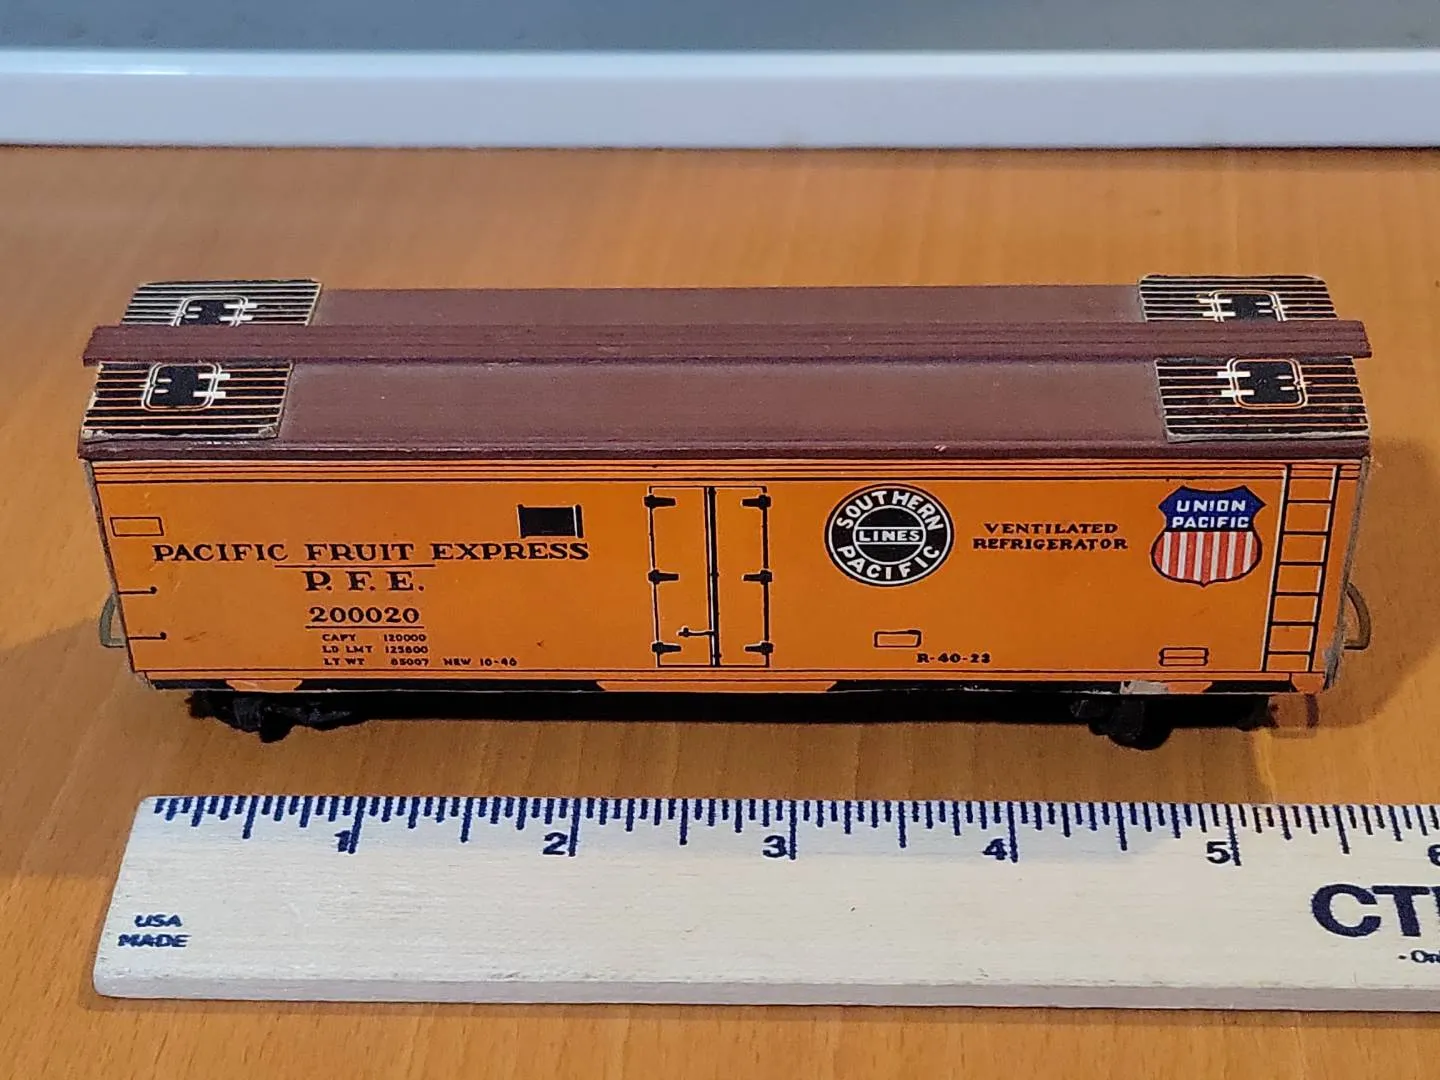 PACIFIC FRUIT EXPRESS
P. F. E.
200020
CAPY 120000
LD LMT 125800
LT WT 85007 NEW 10-46
SOUTHERN
LINES
PACIFIC
VENTILATED
REFRIGERATOR
UNION
PACIFIC
R-40-23
1 2 3 4 5 6
USA
MADE